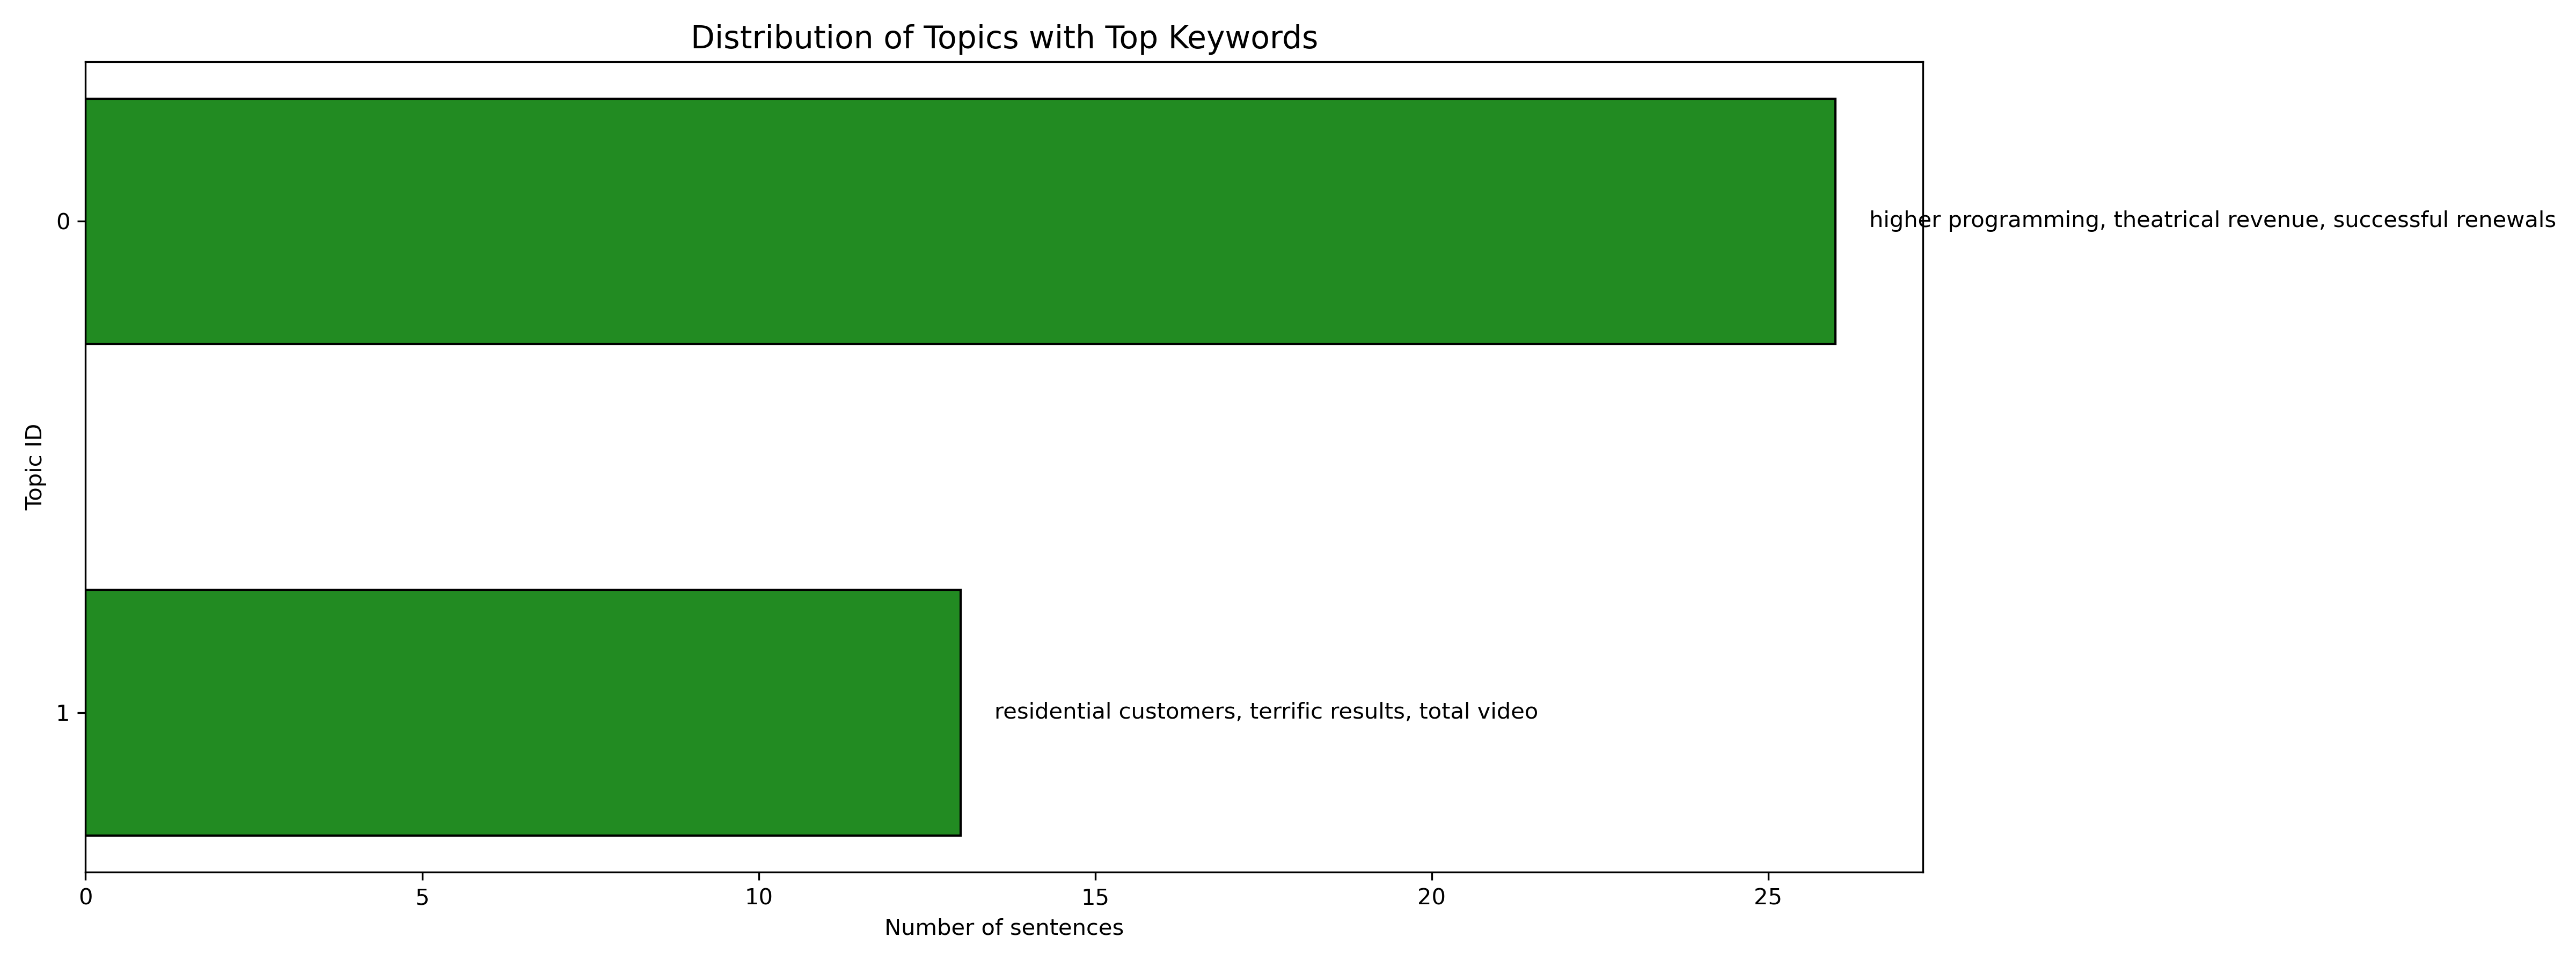 Distribution of Topics with Top Keywords
0
higher programming, theatrical revenue, successful renewals
Topic ID
1
residential customers, terrific results, total video
0
5
10
15
20
25
Number of sentences